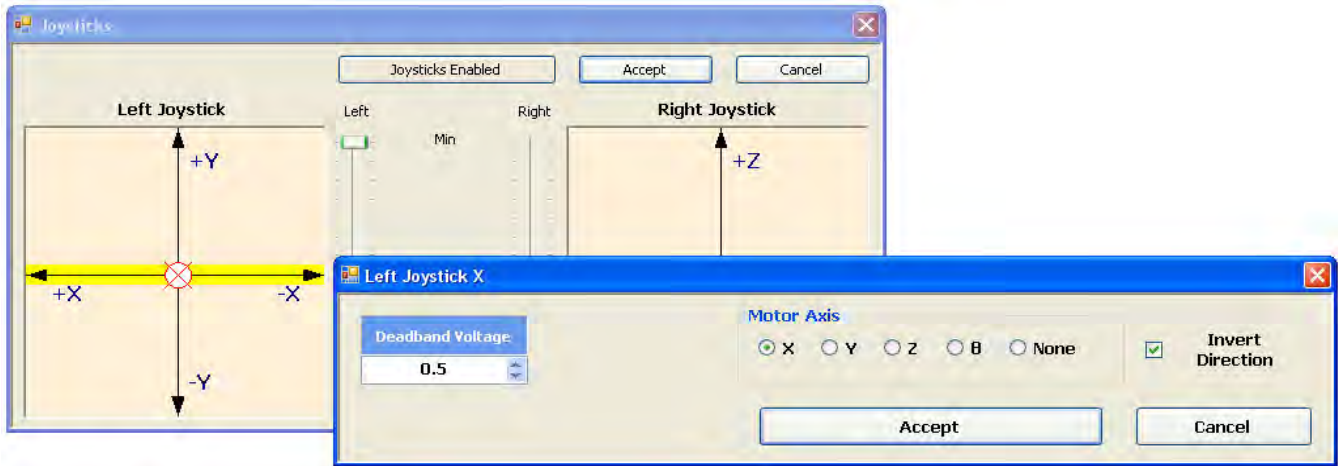 Joysticks
Joysticks Enabled
Accept
Cancel
Left Joystick
Left
Right
Right Joystick
Min
+Y
+Z
+X
-X
-Y
Left Joystick X
Deadband Voltage
0.5
Motor Axis
X Y Z B None
Invert
Direction
Accept
Cancel